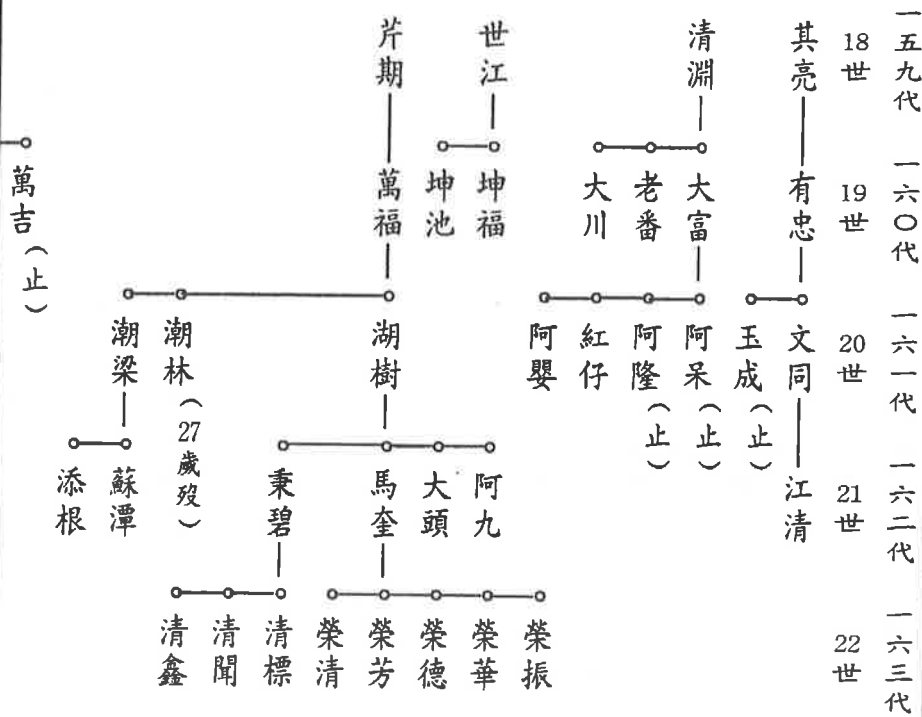 一五九代
一六〇代
一六一代
一六二代
一六三代
18世
19世
20世
21世
22世
其亮
有忠
文同
江清
玉成(止)
清淵
大富
老番
大川
阿呆(止)
阿隆(止)
紅仔
阿嬰
世江
坤福
坤池
芹期
萬福
湖樹
潮林(27歲歿)
潮梁
阿九
大頭
馬奎
秉碧
蘇潭
添根
榮振
榮華
榮德
榮芳
榮清
清標
清聞
清鑫
萬吉(止)